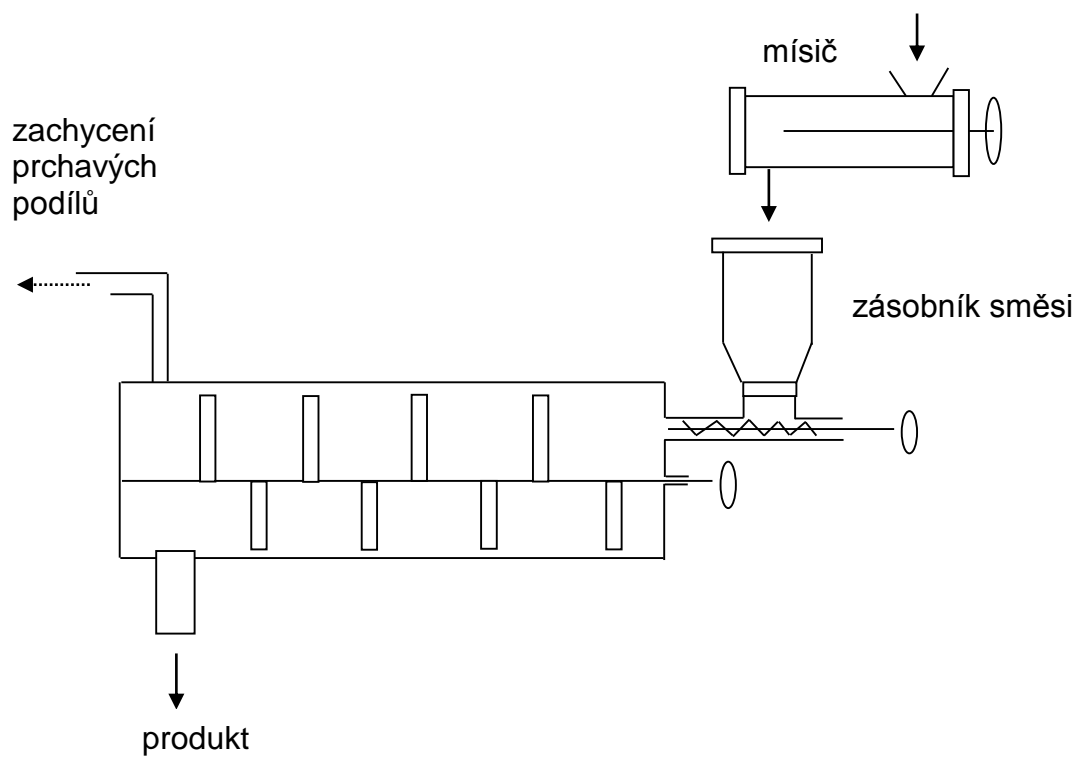 mísič
zachycení
prchavých
podílů
zásobník směsi
produkt